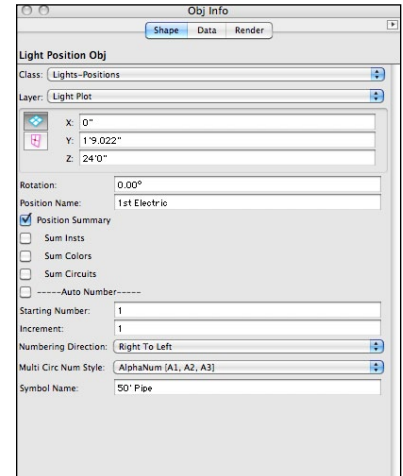 Obj Info
Shape Data Render
Light Position Obj
Class: Lights-Positions
Layer: Light Plot
X: 0"
Y: 1'9.022"
Z: 24'0"
Rotation: 0.00°
Position Name: 1st Electric
Position Summary
Sum Insts
Sum Colors
Sum Circuits
-----Auto Number-----
Starting Number: 1
Increment: 1
Numbering Direction: Right To Left
Multi Circ Num Style: AlphaNum [A1, A2, A3]
Symbol Name: 50' Pipe